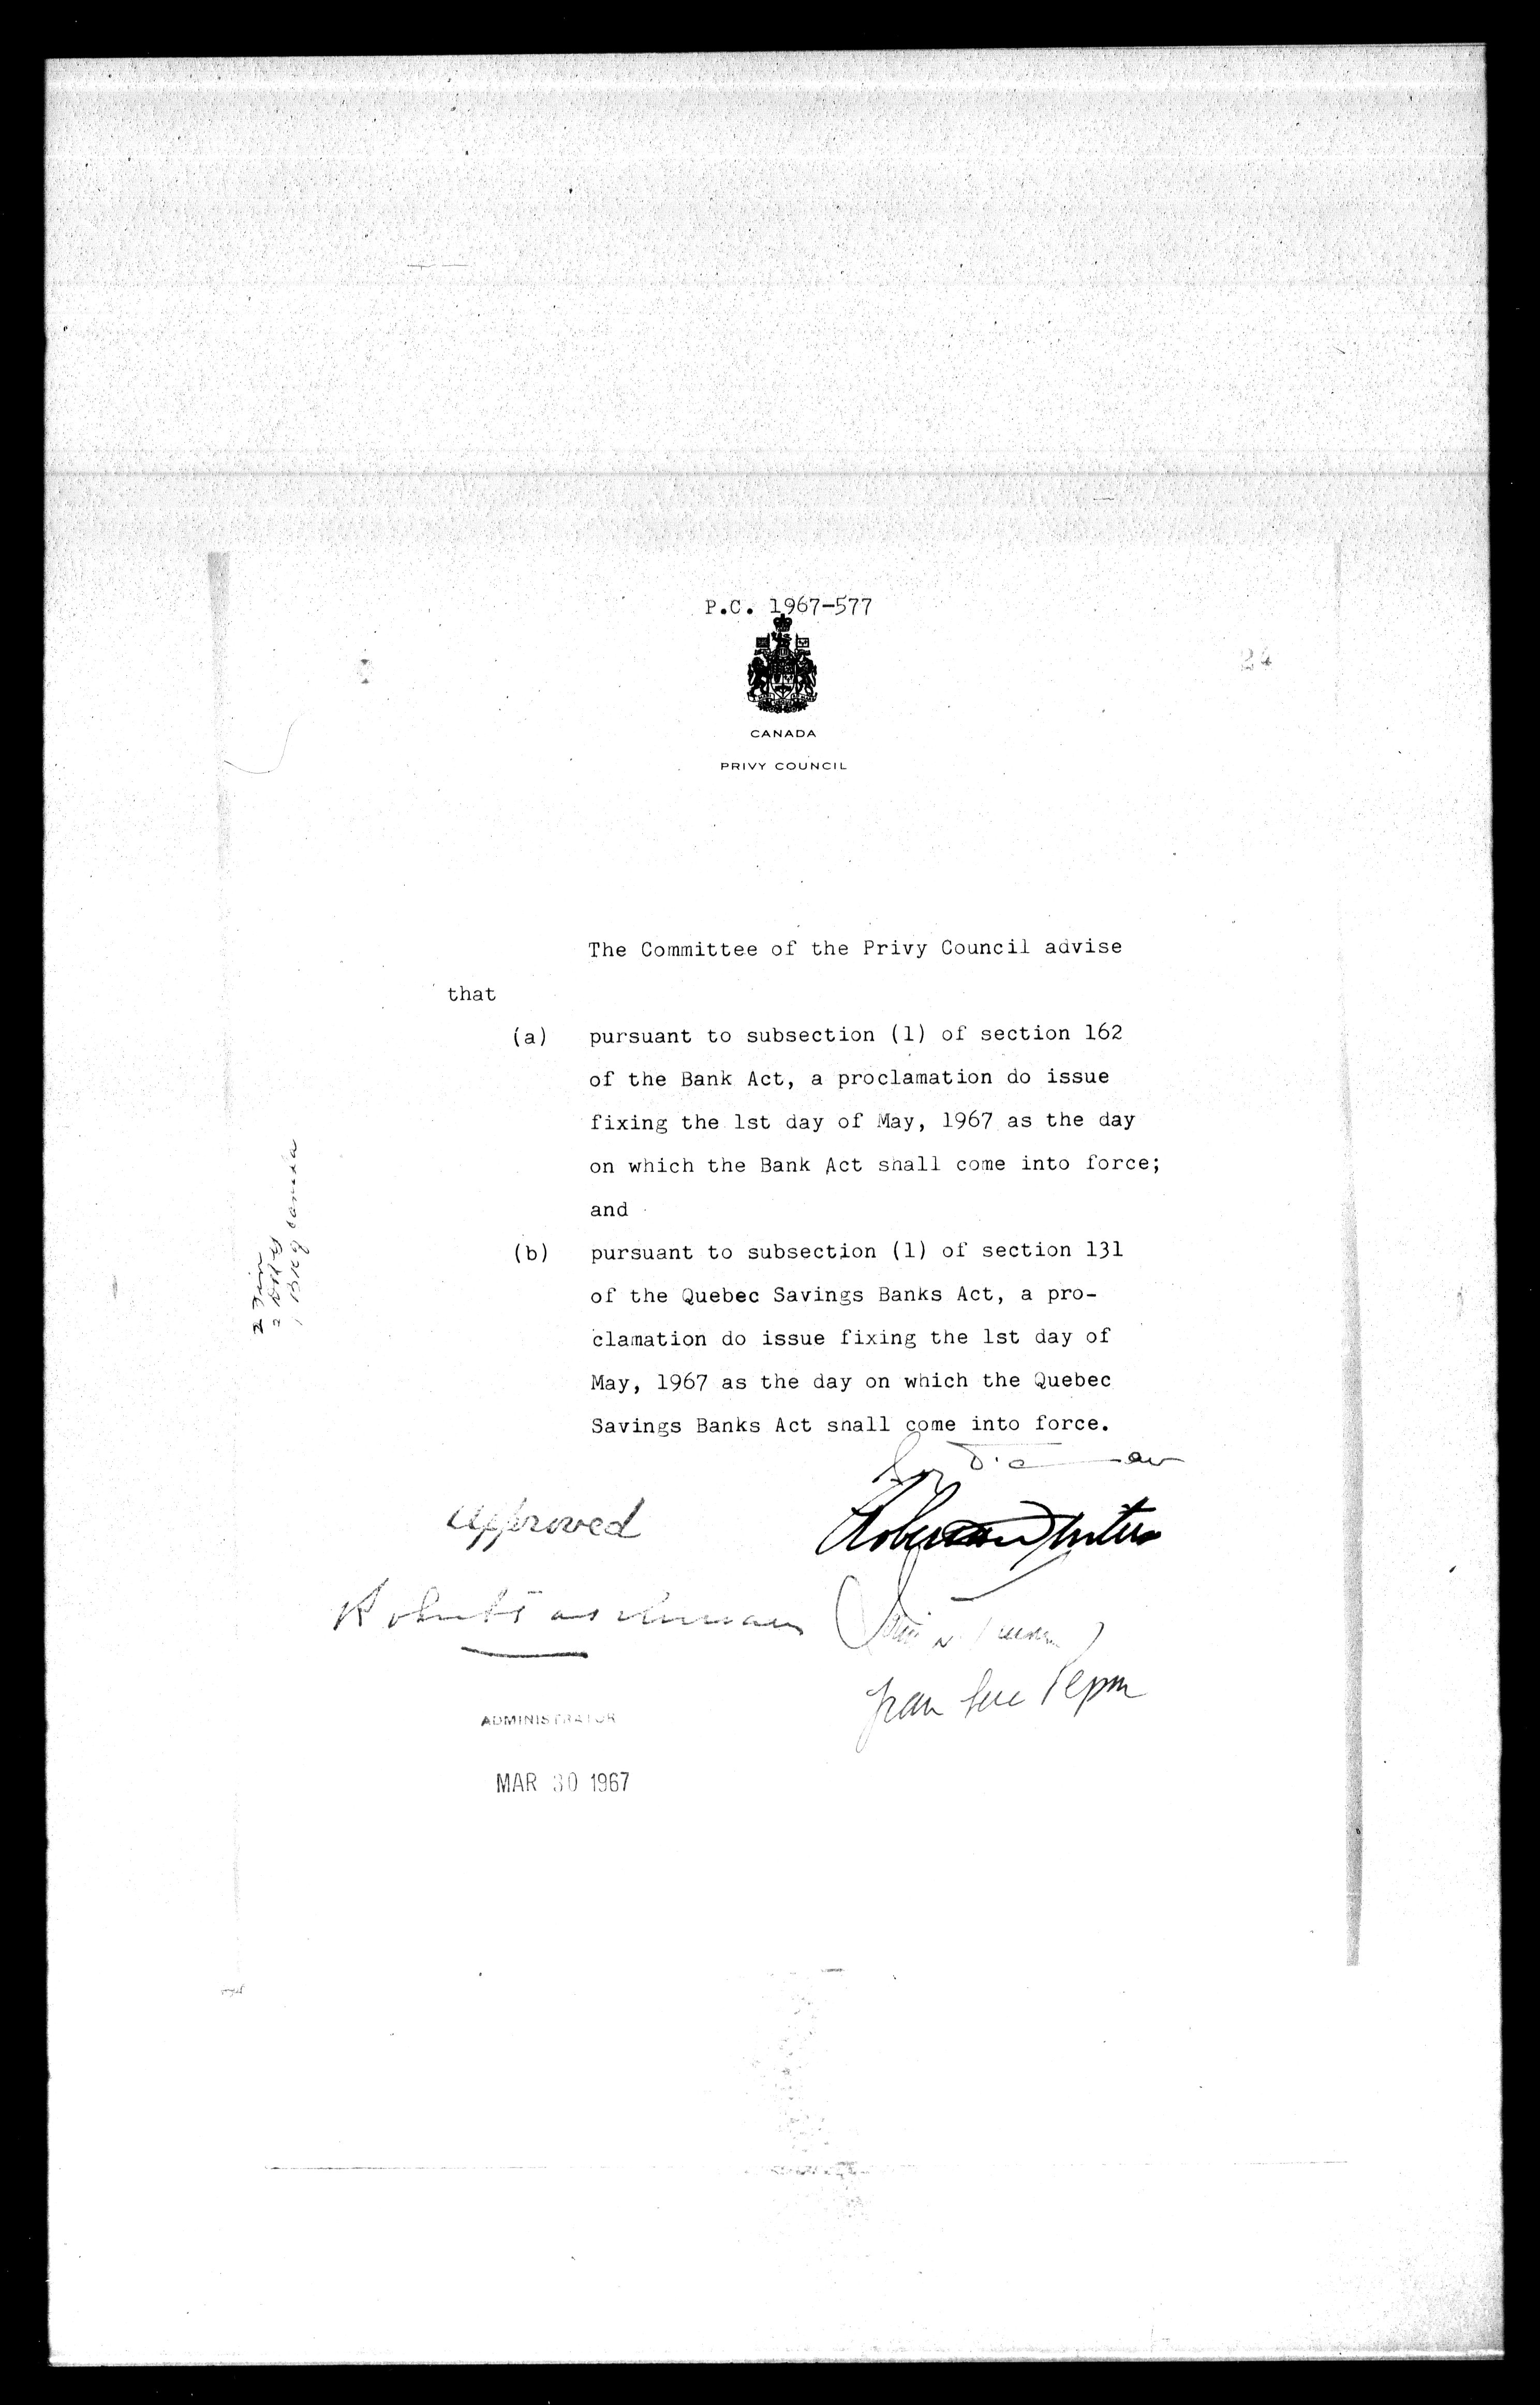 P.C. 1967-577
24
CANADA
PRIVY COUNCIL
The Committee of the Privy Council advise
that
(a) pursuant to subsection (1) of section 162
of the Bank Act, a proclamation do issue
fixing the 1st day of May, 1967 as the day
on which the Bank Act shall come into force;
and
(b) pursuant to subsection (1) of section 131
of the Quebec Savings Banks Act, a pro-
clamation do issue fixing the 1st day of
May, 1967 as the day on which the Quebec
Savings Banks Act shall come into force.
Approved
Jean Luc Pepin
ADMINISTRATOR
MAR 30 1967